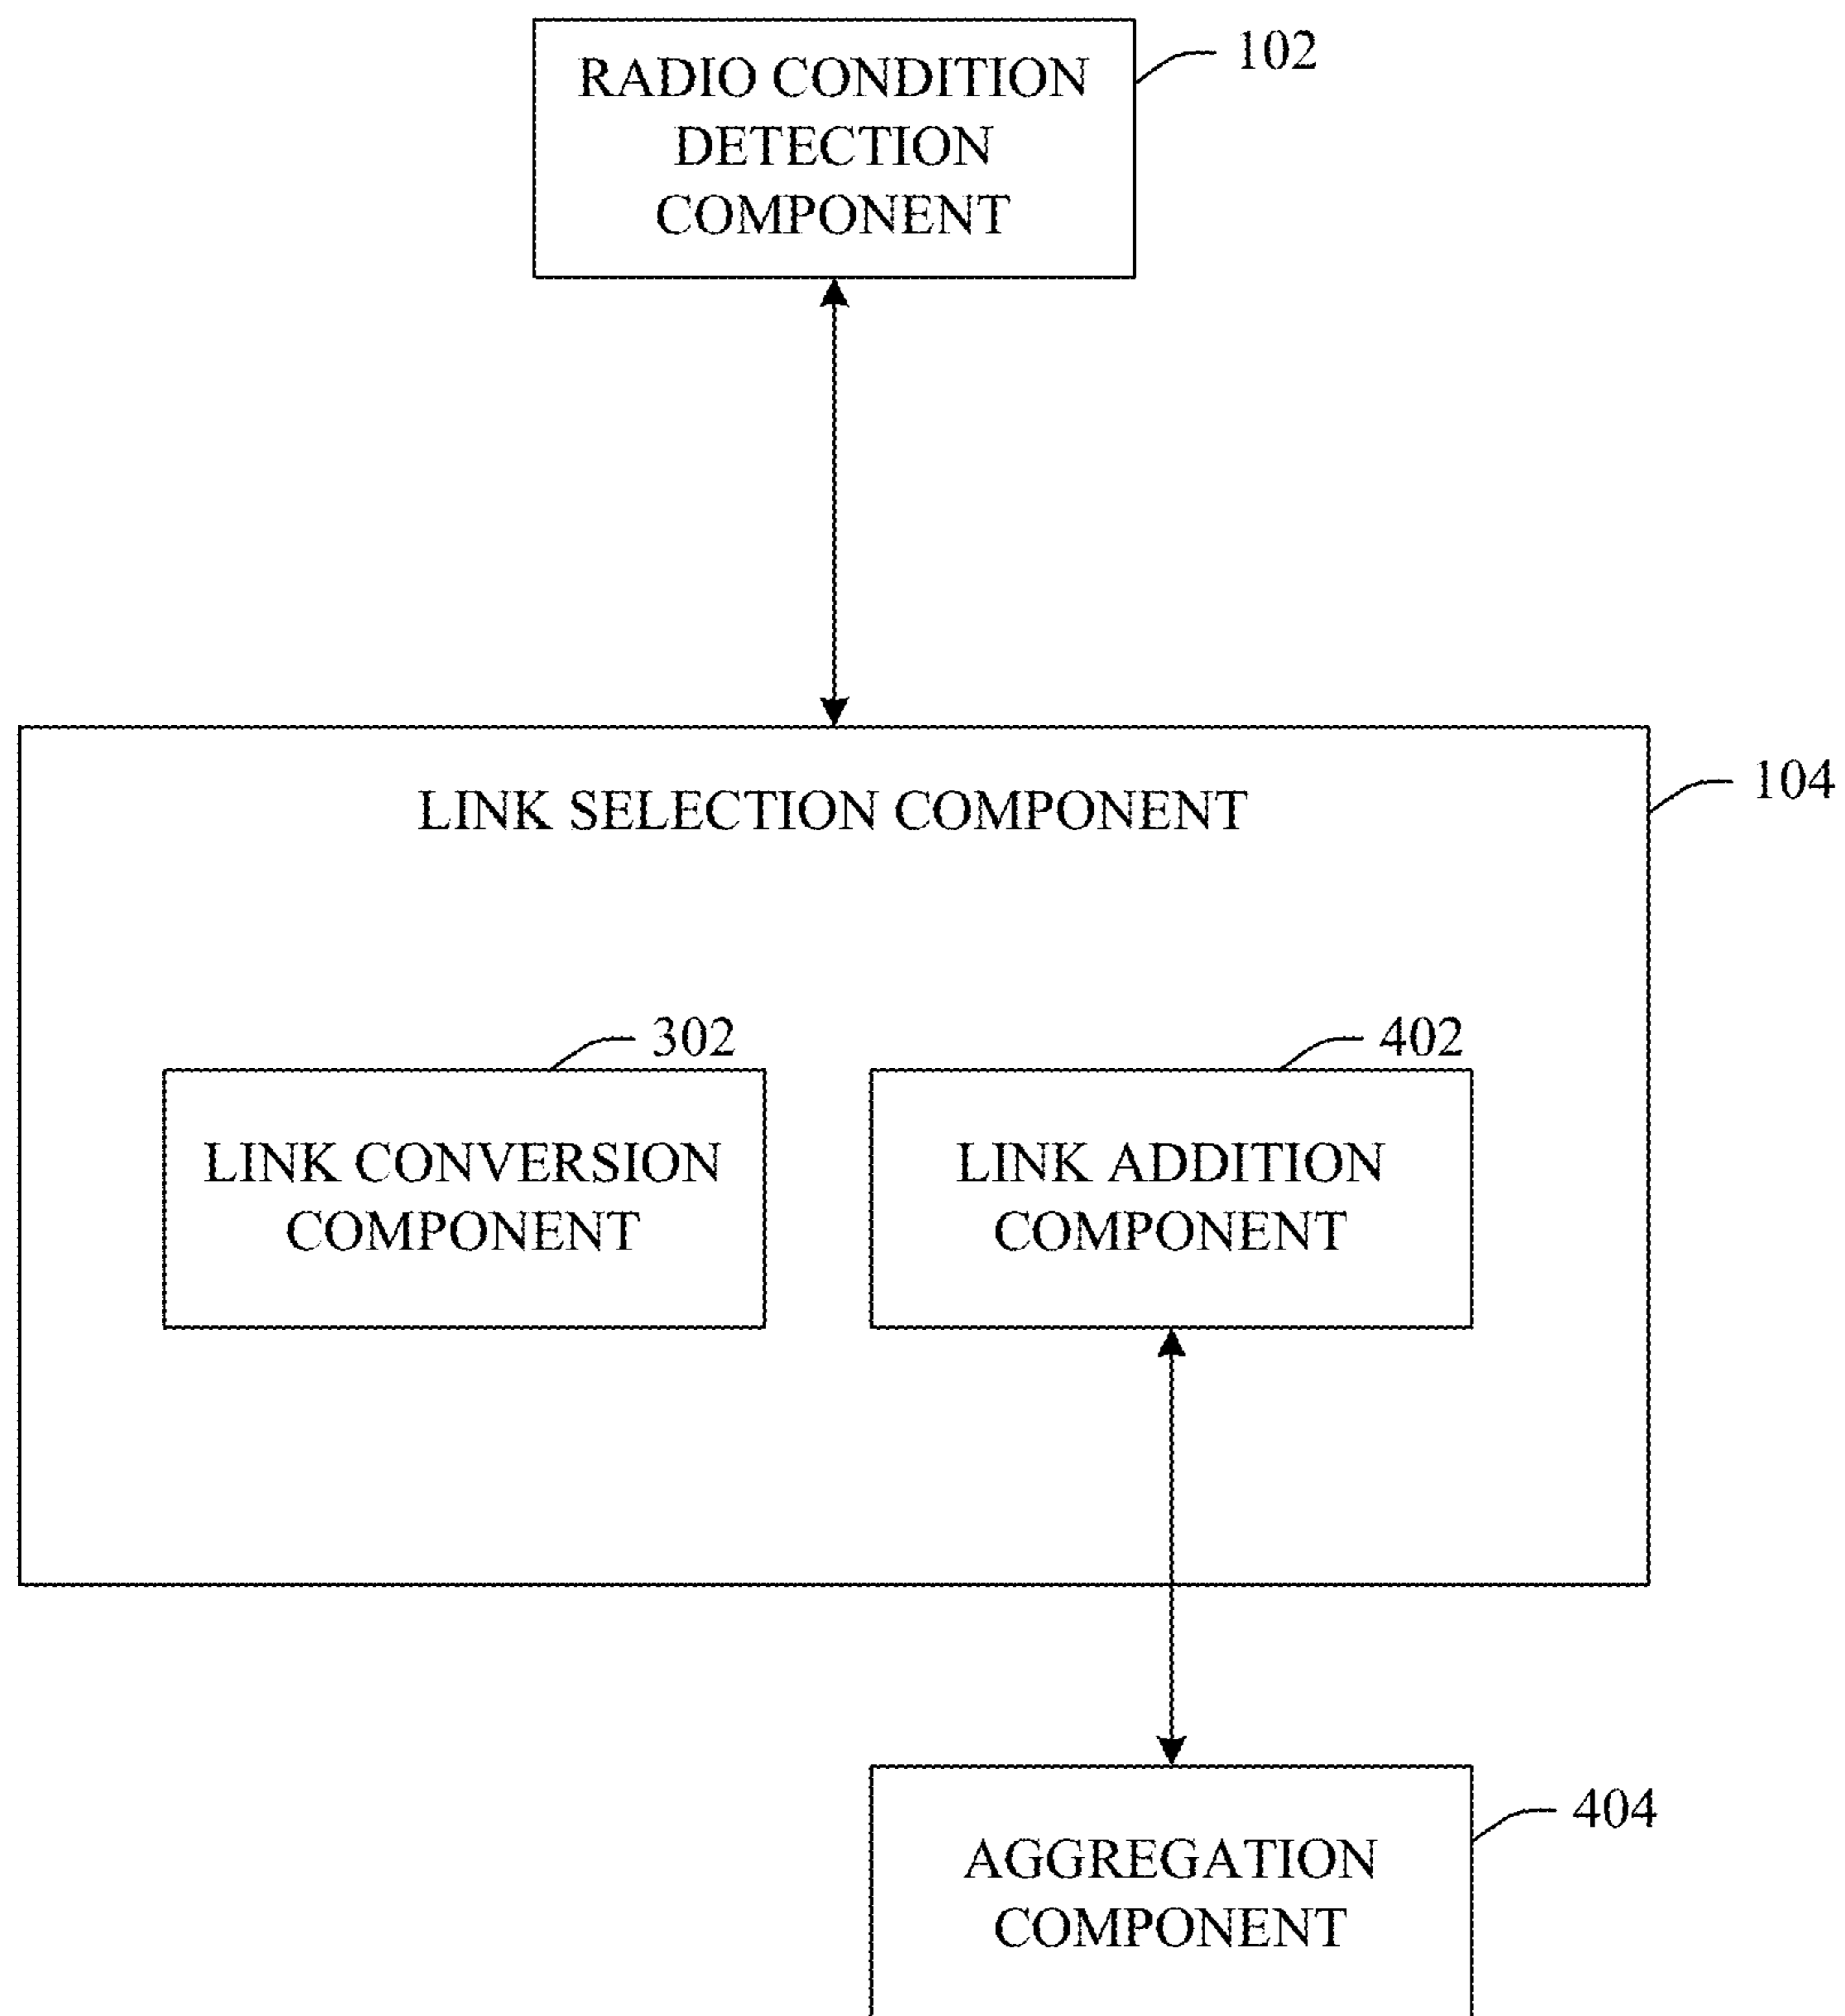 RADIO CONDITION
DETECTION
COMPONENT
102
LINK SELECTION COMPONENT
104
302
402
LINK CONVERSION
COMPONENT
LINK ADDITION
COMPONENT
404
AGGREGATION
COMPONENT